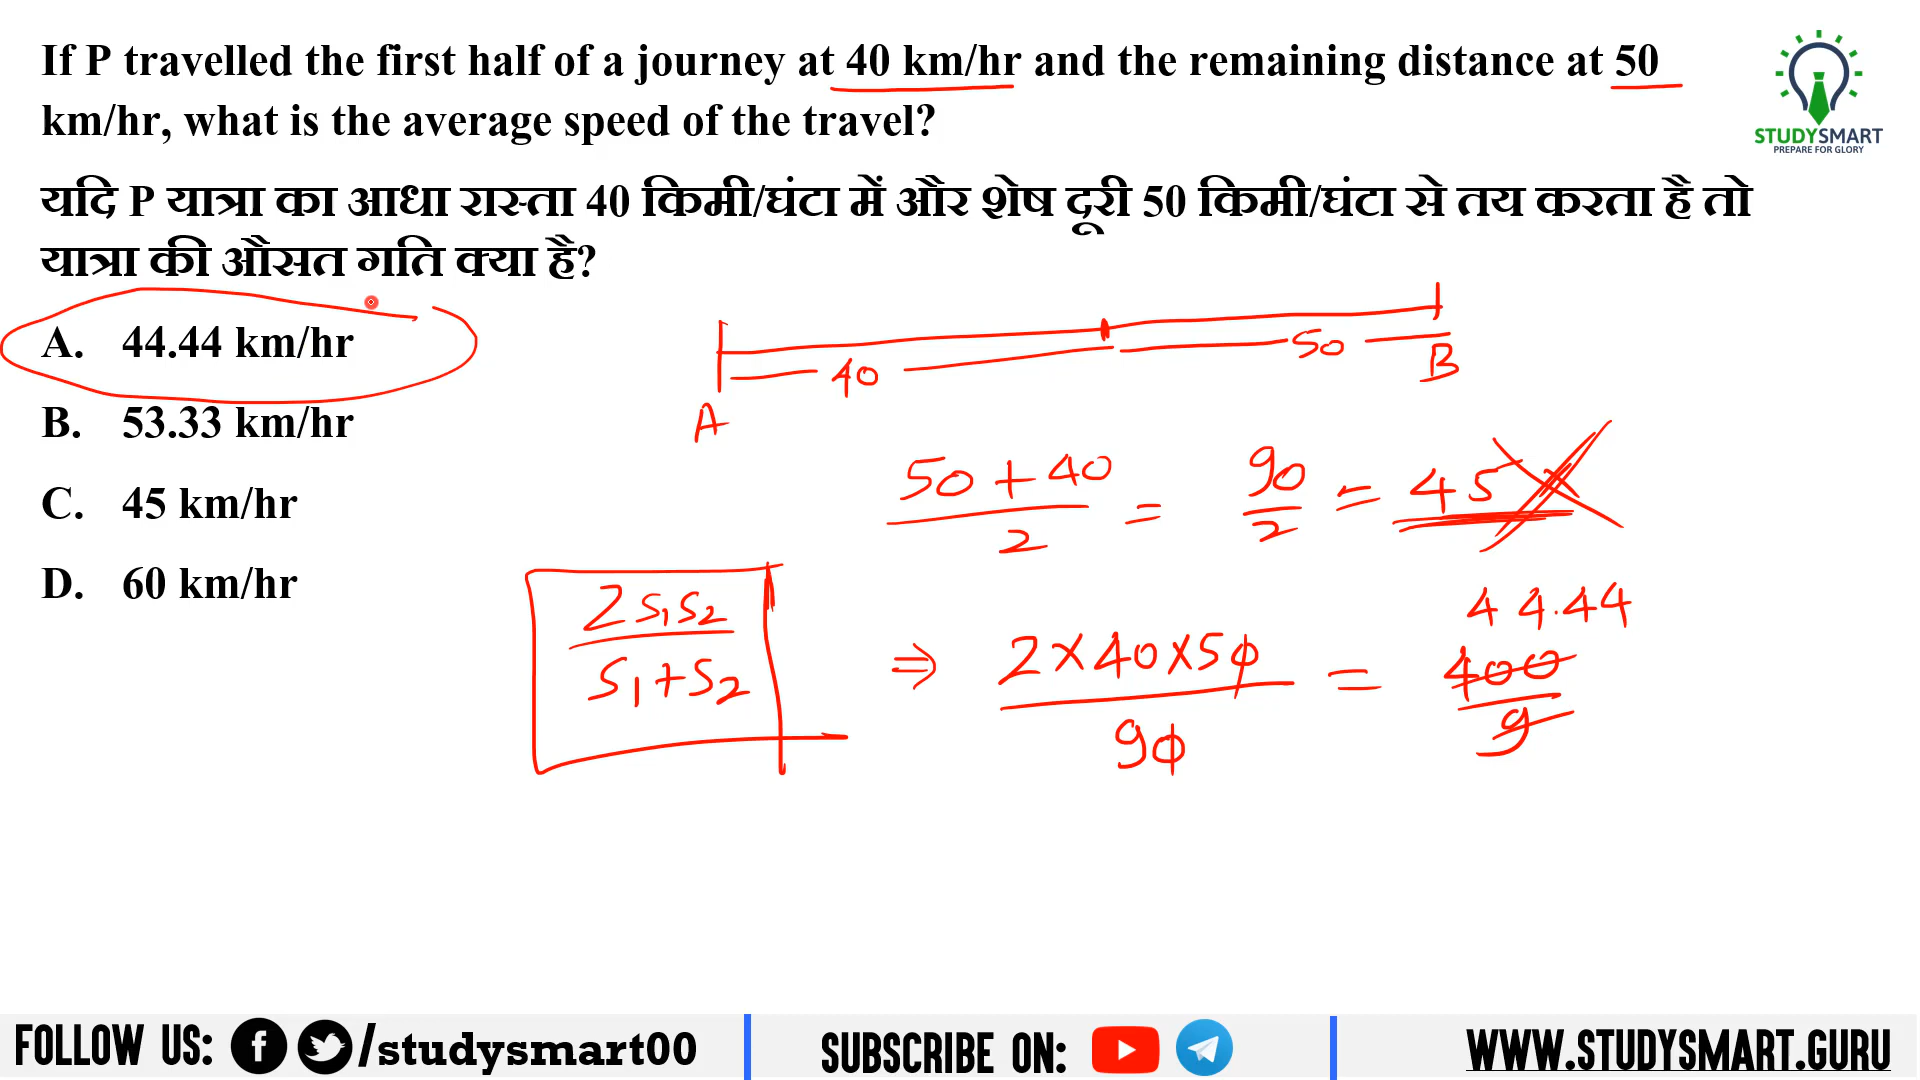 If P travelled the first half of a journey at 40 km/hr and the remaining distance at 50
km/hr, what is the average speed of the travel?
STUDYSMART
PREPARE FOR GLORY
यदि P यात्रा का आधा रास्ता 40 किमी/घंटा में और शेष दूरी 50 किमी/घंटा से तय करता है तो
यात्रा की औसत गति क्या है?
A. 44.44 km/hr
B. 53.33 km/hr
C. 45 km/hr
D. 60 km/hr
40 50
A B
50 + 40 / 2 = 90 / 2 = 45
2 S1S2 / S1 + S2
⇒ 2 × 40 × 50 / 90 = 400 / 9
44.44
FOLLOW US: /studysmart00
SUBSCRIBE ON:
WWW.STUDYSMART.GURU